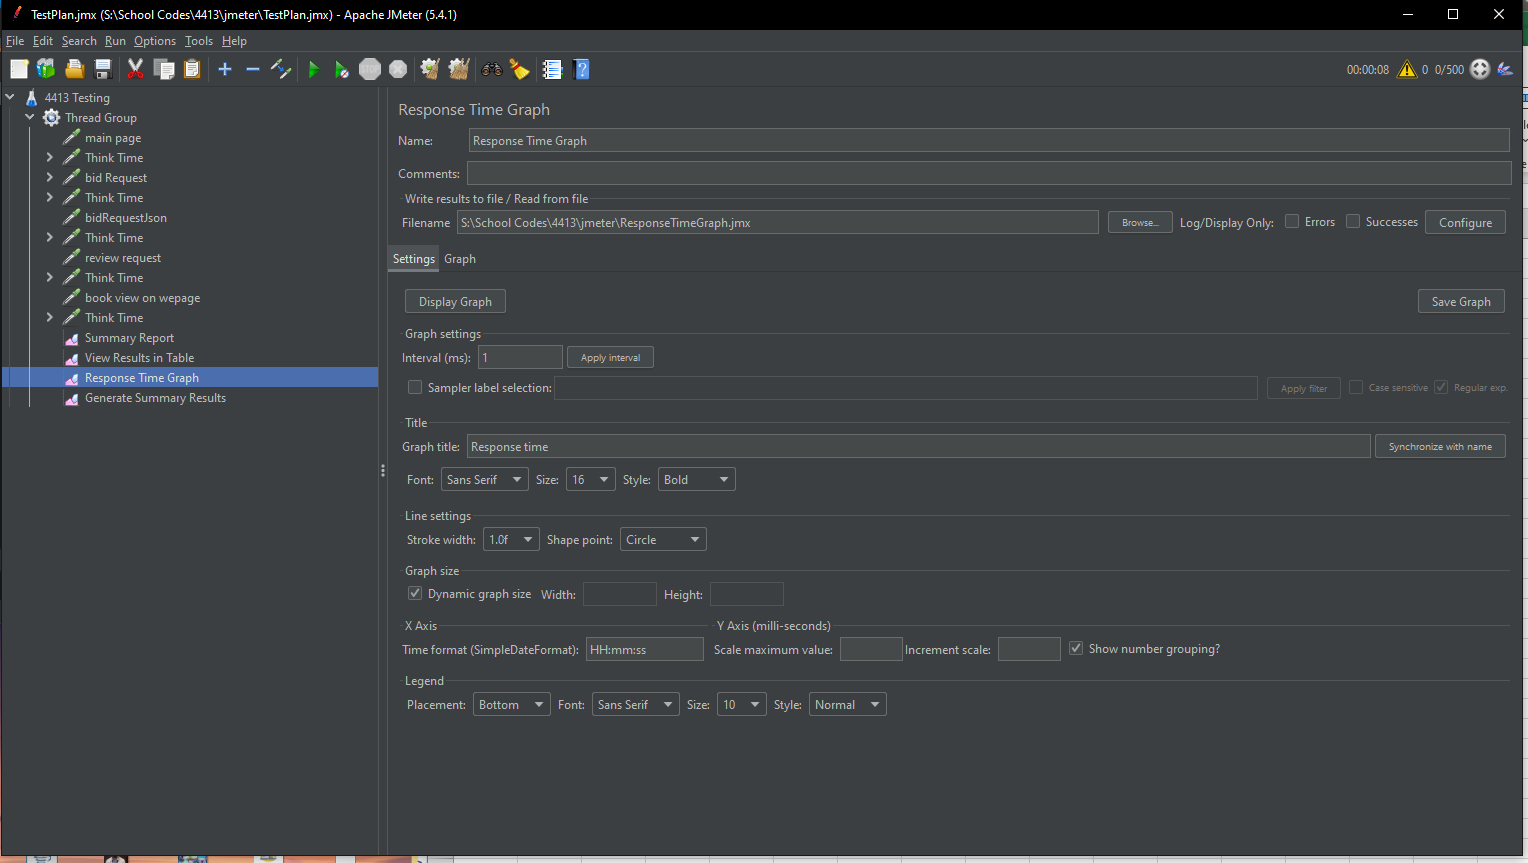 TestPlan.jmx (S:\School Codes\4413\jmeter\TestPlan.jmx) - Apache JMeter (5.4.1)
File Edit Search Run Options Tools Help
STOP
00:00:08 0 0/500
4413 Testing
Thread Group
main page
Think Time
bid Request
Think Time
bidRequestJson
Think Time
review request
Think Time
book view on wepage
Think Time
Summary Report
View Results in Table
Response Time Graph
Generate Summary Results
Response Time Graph
Name: Response Time Graph
Comments:
Write results to file / Read from file
Filename S:\School Codes\4413\jmeter\ResponseTimeGraph.jmx Browse... Log/Display Only: Errors Successes Configure
Settings Graph
Display Graph Save Graph
Graph settings
Interval (ms): 1 Apply interval
Sampler label selection: Apply filter Case sensitive Regular exp.
Title
Graph title: Response time Synchronize with name
Font: Sans Serif Size: 16 Style: Bold
Line settings
Stroke width: 1.0f Shape point: Circle
Graph size
Dynamic graph size Width: Height:
X Axis Y Axis (milli-seconds)
Time format (SimpleDateFormat): HH:mm:ss Scale maximum value: Increment scale: Show number grouping?
Legend
Placement: Bottom Font: Sans Serif Size: 10 Style: Normal